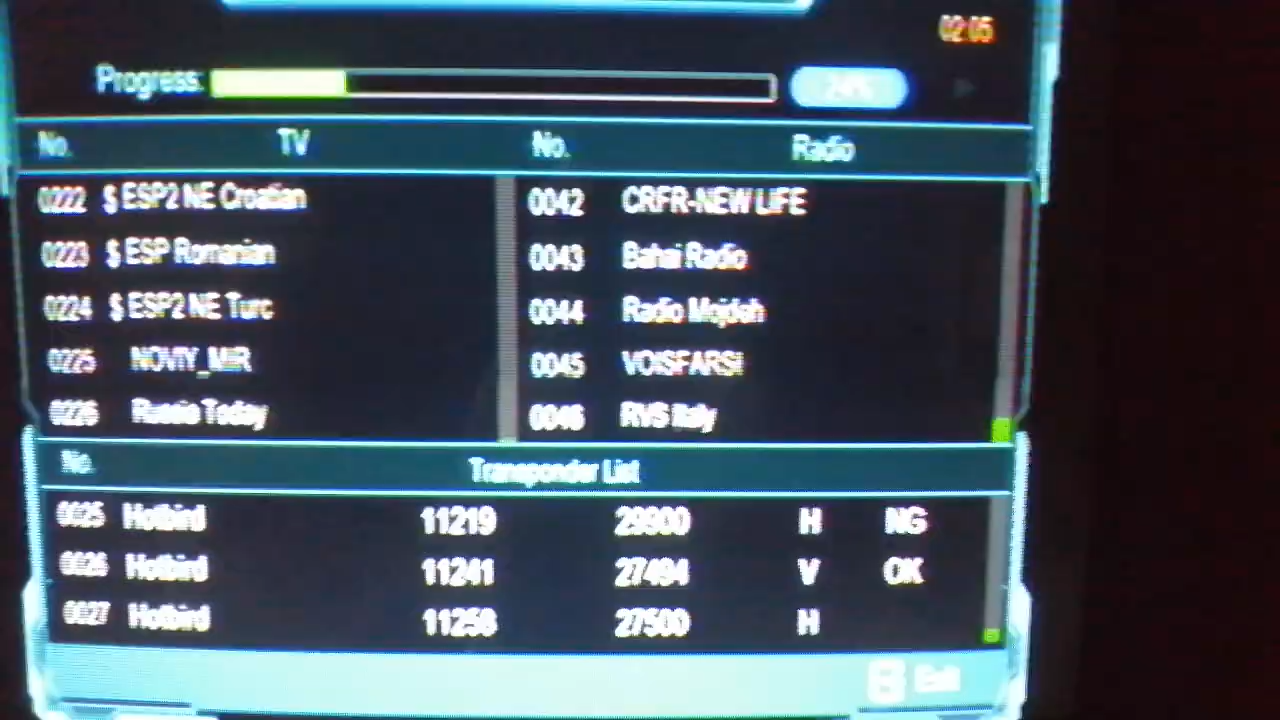 02:05
Progress: 24%
No. TV No. Radio
0222 $ ESP2 NE Croatian 0042 CRFR-NEW LIFE
0223 $ ESP Romanian 0043 Bahai Radio
0224 $ ESP2 NE Turc 0044 Radio Mojdeh
0225 NOVIY_MIR 0045 VOISFARSI
0226 Russia Today 0046 RVS Italy
No. Transponder List
0025 Hotbird 11219 29900 H NG
0026 Hotbird 11241 27494 V OK
0027 Hotbird 11258 27500 H
Exit